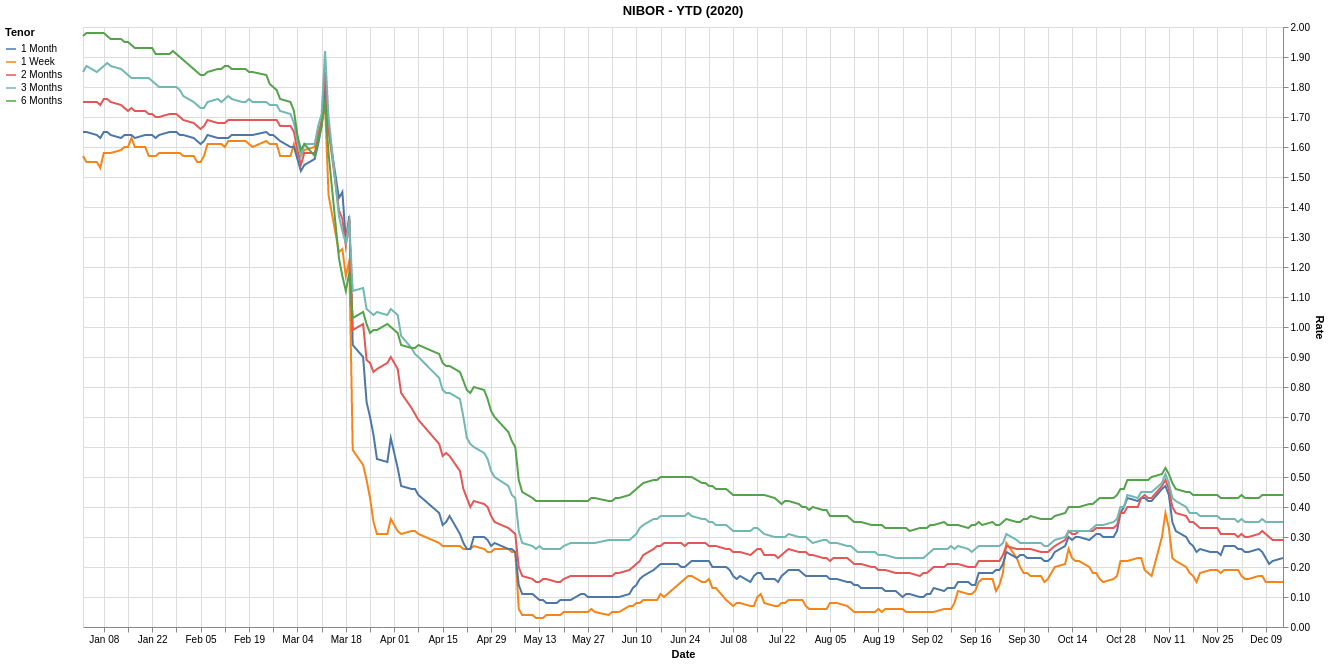 NIBOR - YTD (2020)
Tenor
1 Month
1 Week
2 Months
3 Months
6 Months
2.00
1.90
1.80
1.70
1.60
1.50
1.40
1.30
1.20
1.10
1.00
0.90
0.80
0.70
0.60
0.50
0.40
0.30
0.20
0.10
0.00
Rate
Jan 08 Jan 22 Feb 05 Feb 19 Mar 04 Mar 18 Apr 01 Apr 15 Apr 29 May 13 May 27 Jun 10 Jun 24 Jul 08 Jul 22 Aug 05 Aug 19 Sep 02 Sep 16 Sep 30 Oct 14 Oct 28 Nov 11 Nov 25 Dec 09
Date